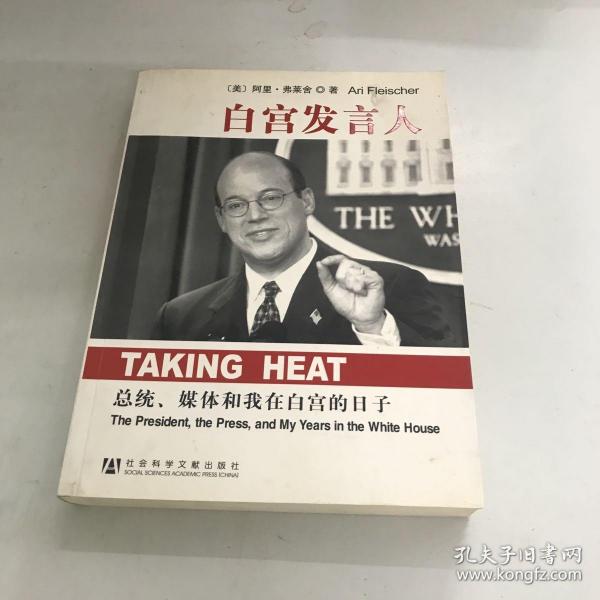 〔美〕阿里·弗莱舍◎著 Ari Fleischer
白宫发言人
THE WH
WAS
TAKING HEAT
总统、媒体和我在白宫的日子
The President, the Press, and My Years in the White House
社会科学文献出版社
SOCIAL SCIENCES ACADEMIC PRESS (CHINA)
孔夫子旧书网
www.kongfz.com